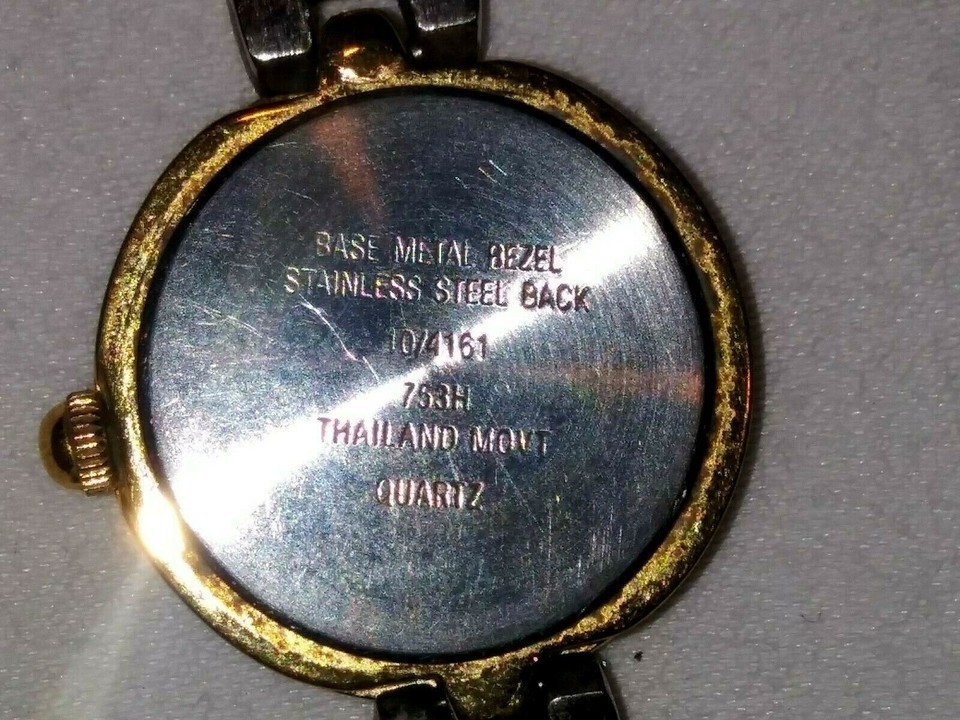 BASE METAL BEZEL
STAINLESS STEEL BACK
10/4161
753H
THAILAND MOVT
QUARTZ